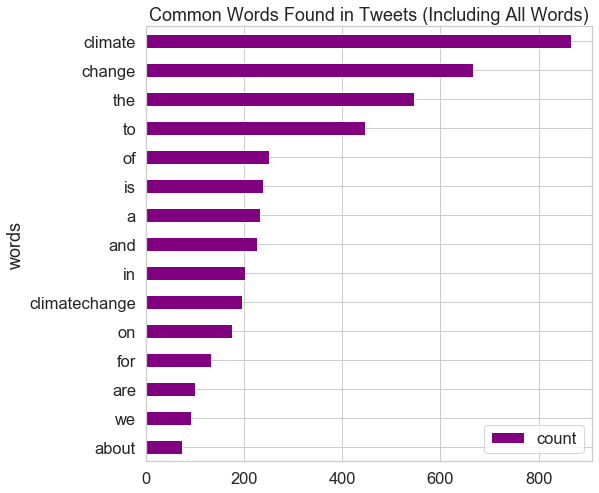 Common Words Found in Tweets (Including All Words)
climate
change
the
to
of
is
a
and
in
climatechange
on
for
are
we
about
words
count
0 200 400 600 800